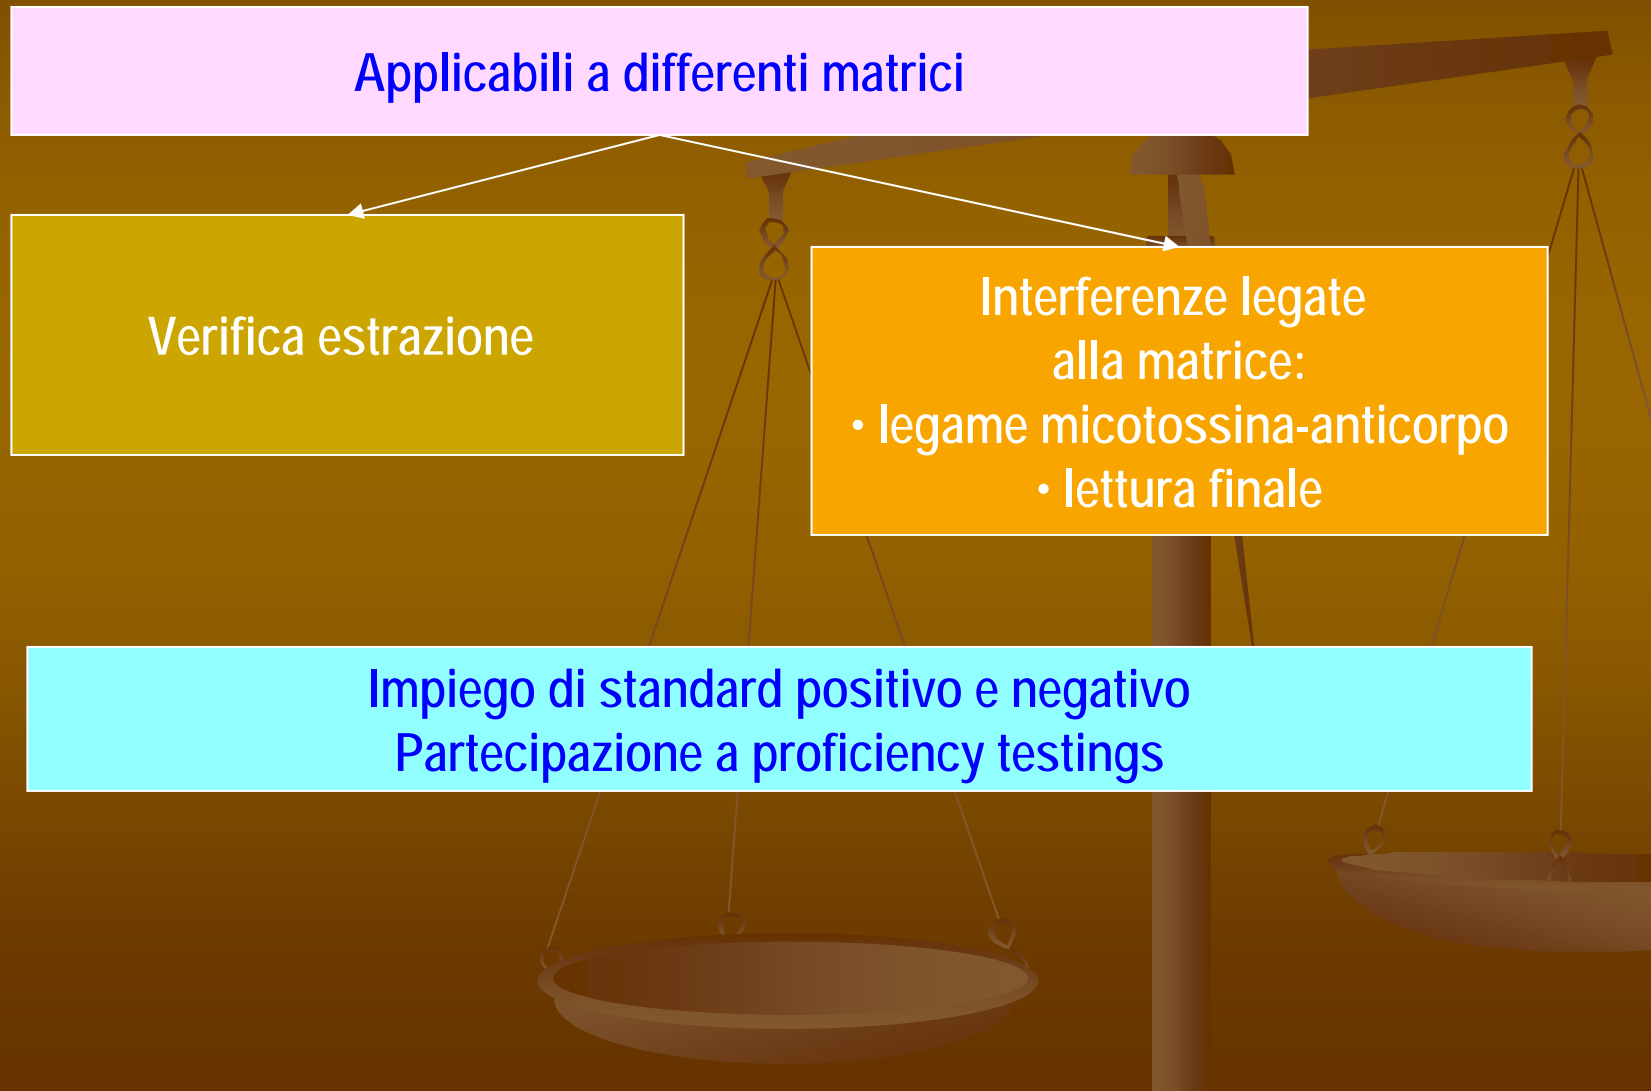 Applicabili a differenti matrici
Verifica estrazione
Interferenze legate
alla matrice:
• legame micotossina-anticorpo
• lettura finale
Impiego di standard positivo e negativo
Partecipazione a proficiency testings